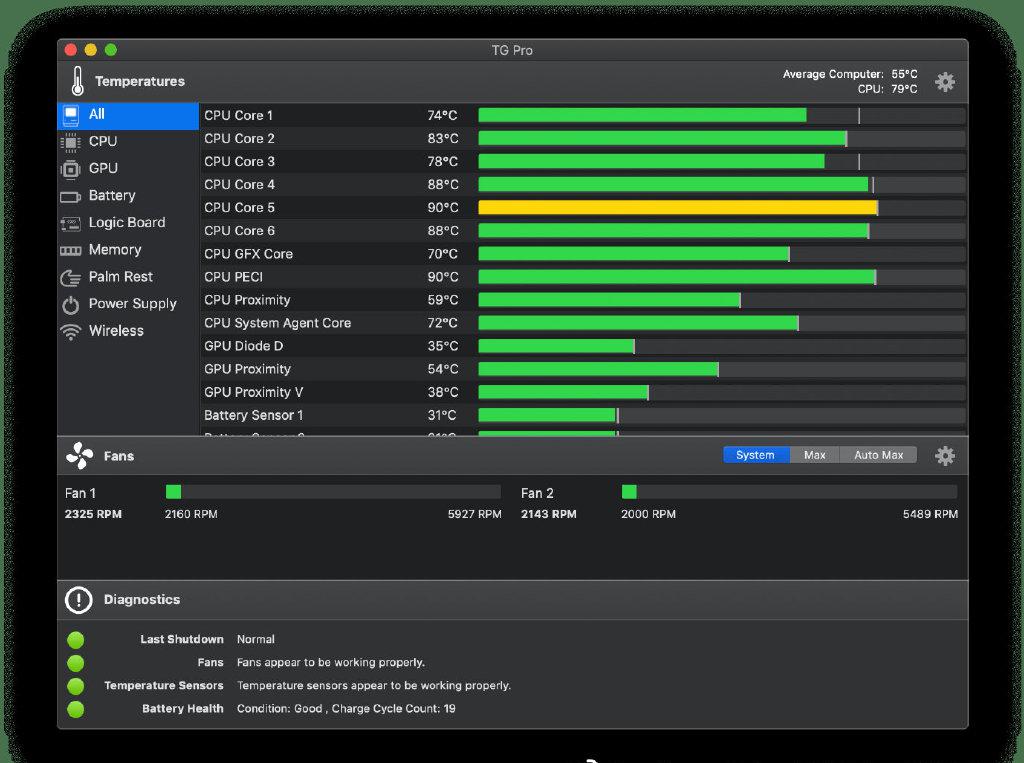 TG Pro
Temperatures
Average Computer: 55°C
CPU: 79°C
All
CPU
GPU
Battery
Logic Board
Memory
Palm Rest
Power Supply
Wireless
CPU Core 1 74°C
CPU Core 2 83°C
CPU Core 3 78°C
CPU Core 4 88°C
CPU Core 5 90°C
CPU Core 6 88°C
CPU GFX Core 70°C
CPU PECI 90°C
CPU Proximity 59°C
CPU System Agent Core 72°C
GPU Diode D 35°C
GPU Proximity 54°C
GPU Proximity V 38°C
Battery Sensor 1 31°C
Fans
System Max Auto Max
Fan 1
2325 RPM 2160 RPM 5927 RPM
Fan 2
2143 RPM 2000 RPM 5489 RPM
Diagnostics
Last Shutdown Normal
Fans Fans appear to be working properly.
Temperature Sensors Temperature sensors appear to be working properly.
Battery Health Condition: Good , Charge Cycle Count: 19